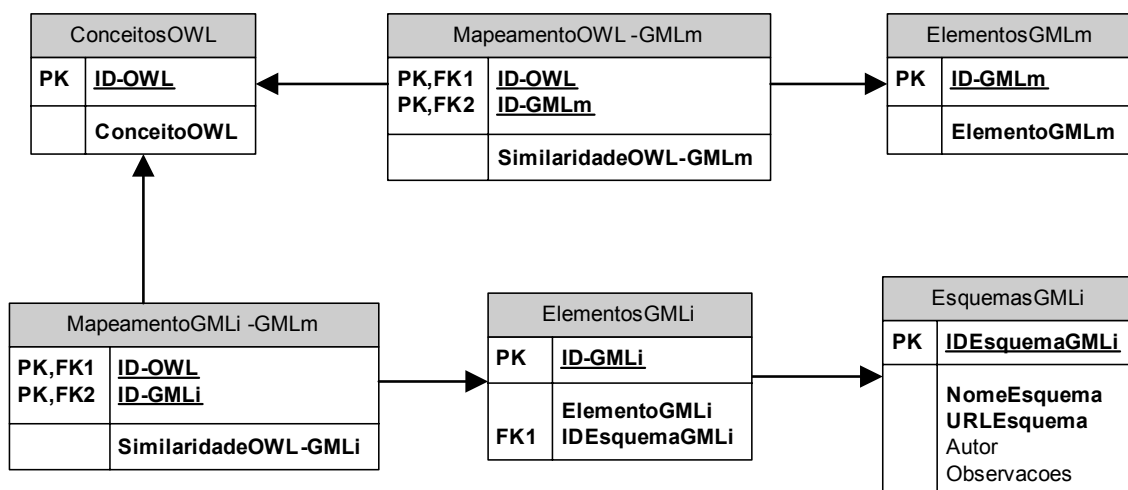 ConceitosOWL
PK ID-OWL
ConceitoOWL
MapeamentoOWL -GMLm
PK,FK1 ID-OWL
PK,FK2 ID-GMLm
SimilaridadeOWL-GMLm
ElementosGMLm
PK ID-GMLm
ElementoGMLm
MapeamentoGMLi -GMLm
PK,FK1 ID-OWL
PK,FK2 ID-GMLi
SimilaridadeOWL-GMLi
ElementosGMLi
PK ID-GMLi
ElementoGMLi
FK1 IDEsquemaGMLi
EsquemasGMLi
PK IDEsquemaGMLi
NomeEsquema
URLEsquema
Autor
Observacoes